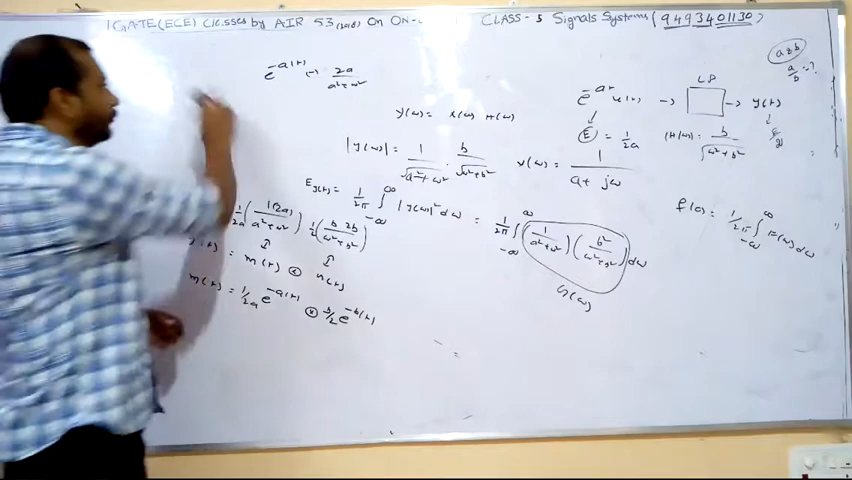 GATE(ECE) Classes by AIR 53 On ON- CLASS- Signals Systems (9493401130)
a≥b
a/b = ?
e^-a|t| ↔ 2a/(a²+ω²)
e^-at u(t) → LP → y(t)
Y(ω) = X(ω) H(ω)
E = 1/2a
|H(ω)| = b/√(ω²+b²)
|Y(ω)| = 1/√(a²+ω²) · b/√(ω²+b²)
X(ω) = 1/(a+jω)
E_y(t) = 1/2π ∫_-∞^∞ |Y(ω)|² dω = 1/2π ∫_-∞^∞ (1/(a²+ω²)) (b²/(ω²+b²)) dω
G(ω)
f(0) = 1/2π ∫_-∞^∞ F(ω) dω
1/2a (1(2a)/(a²+ω²)) 1/2 (b 2b/(ω²+b²))
= m(t) ⊗ n(t)
= 1/2a e^-a|t| ⊗ b/2 e^-b|t|